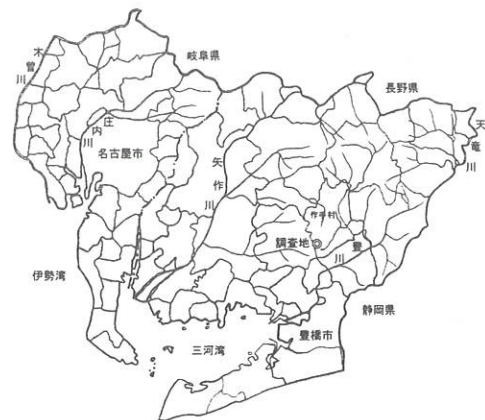 木曽川
岐阜県
長野県
天竜川
庄内川
名古屋市
矢作川
作手村
調査地
豊川
伊勢湾
静岡県
豊橋市
三河湾